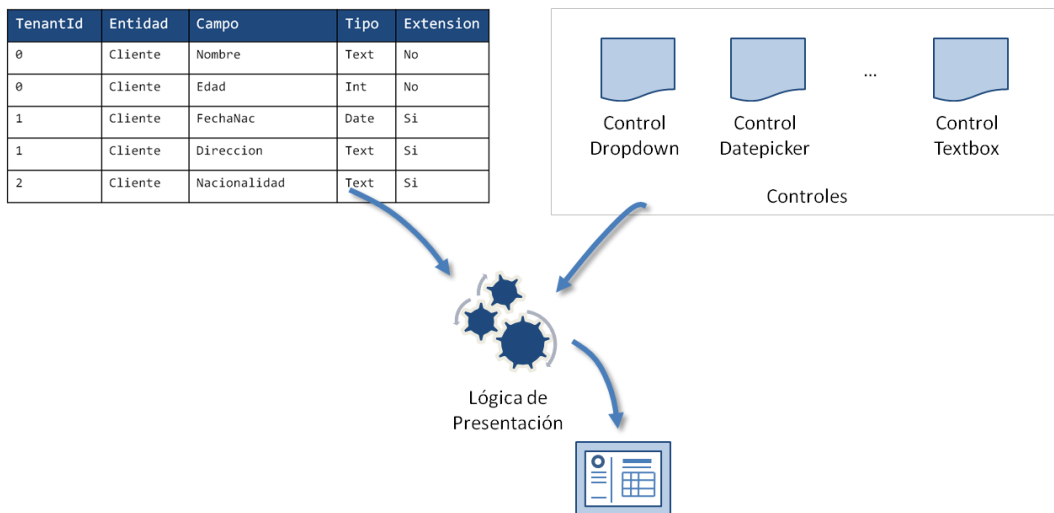 TenantId Entidad Campo Tipo Extension
0 Cliente Nombre Text No
0 Cliente Edad Int No
1 Cliente FechaNac Date Si
1 Cliente Direccion Text Si
2 Cliente Nacionalidad Text Si
...
Control
Dropdown
Control
Datepicker
Control
Textbox
Controles
Lógica de
Presentación